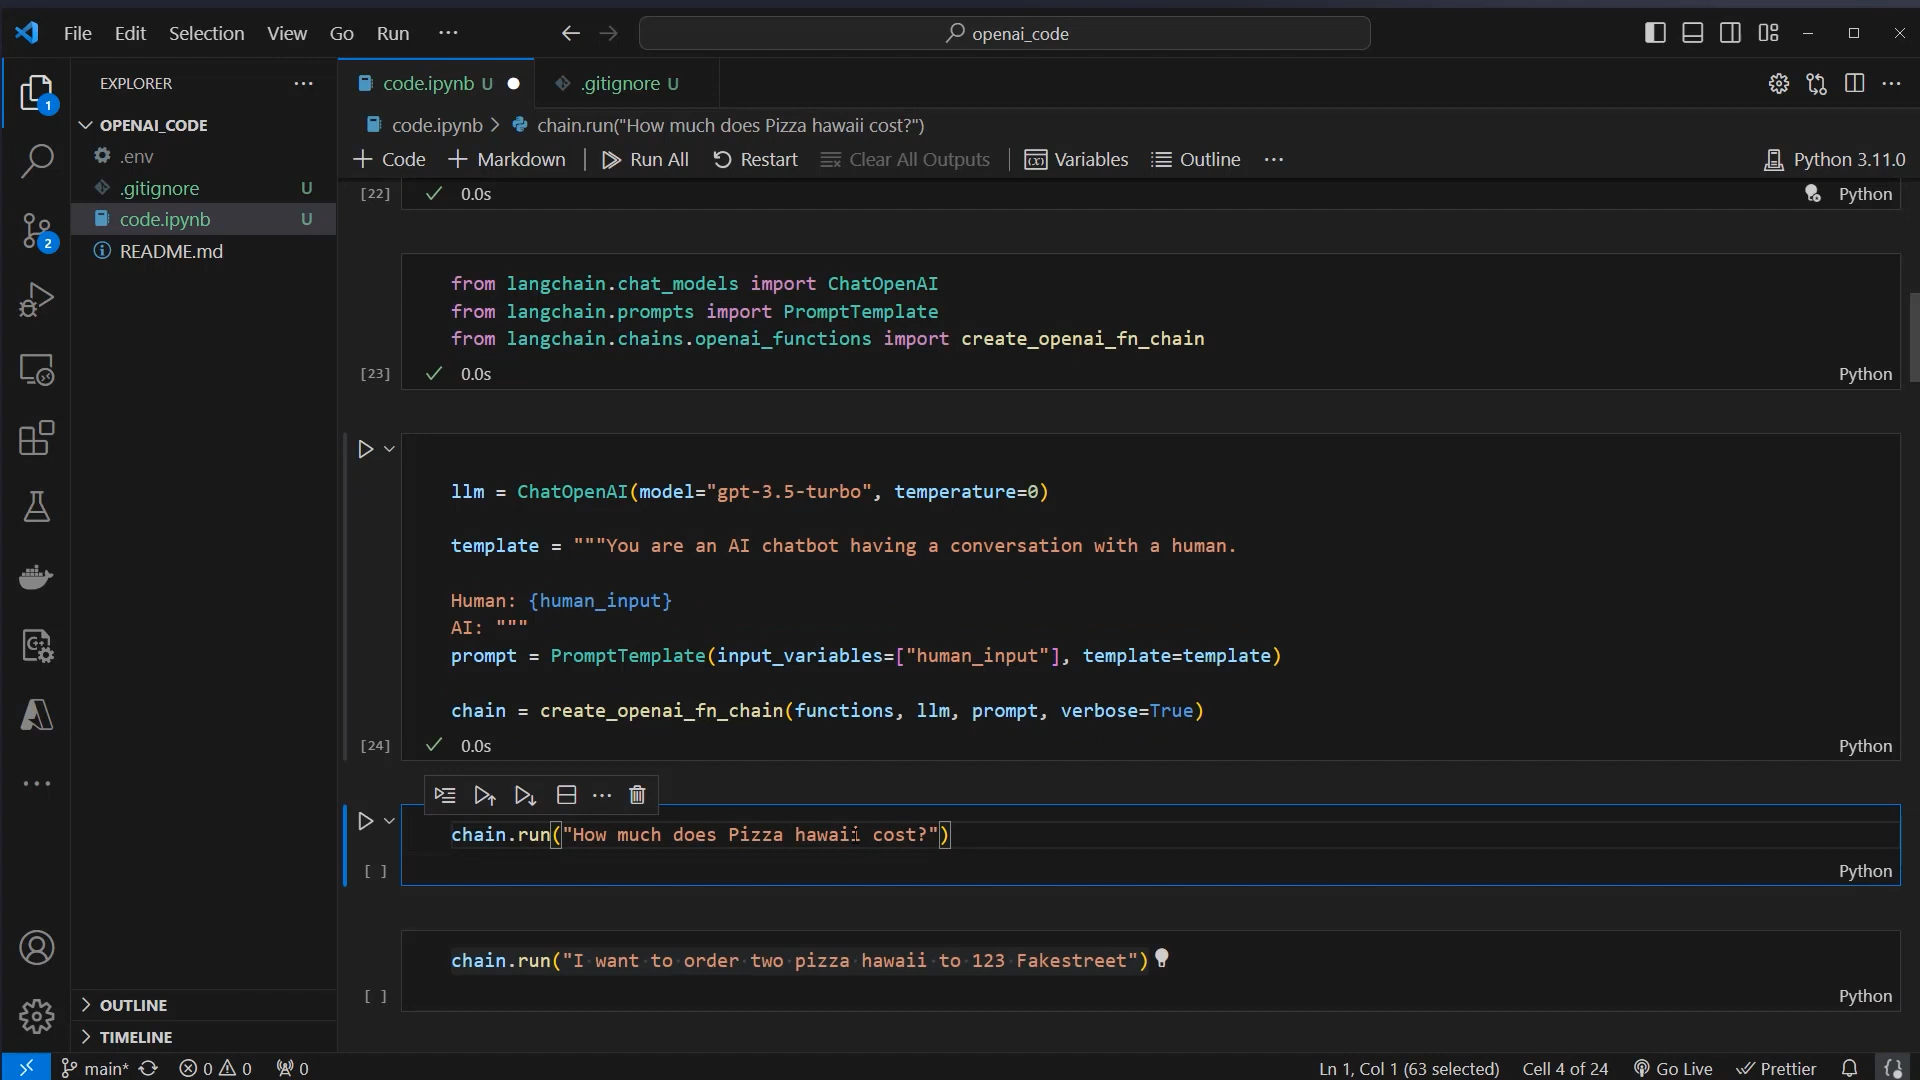 File Edit Selection View Go Run ··· openai_code
EXPLORER ···
code.ipynb U
.gitignore U
1
OPENAI_CODE
.env
.gitignore U
code.ipynb U
README.md
2
code.ipynb > chain.run("How much does Pizza hawaii cost?")
+ Code + Markdown | Run All Restart Clear All Outputs | Variables Outline ··· Python 3.11.0
[22] ✓ 0.0s Python
from langchain.chat_models import ChatOpenAI
from langchain.prompts import PromptTemplate
from langchain.chains.openai_functions import create_openai_fn_chain
[23] ✓ 0.0s Python
llm = ChatOpenAI(model="gpt-3.5-turbo", temperature=0)
template = """You are an AI chatbot having a conversation with a human.
Human: {human_input}
AI: """
prompt = PromptTemplate(input_variables=["human_input"], template=template)
chain = create_openai_fn_chain(functions, llm, prompt, verbose=True)
[24] ✓ 0.0s Python
chain.run("How much does Pizza hawaii cost?")
[ ] Python
chain.run("I want to order two pizza hawaii to 123 Fakestreet")
[ ] Python
OUTLINE
TIMELINE
main* 0 0 0 Ln 1, Col 1 (63 selected) Cell 4 of 24 Go Live Prettier